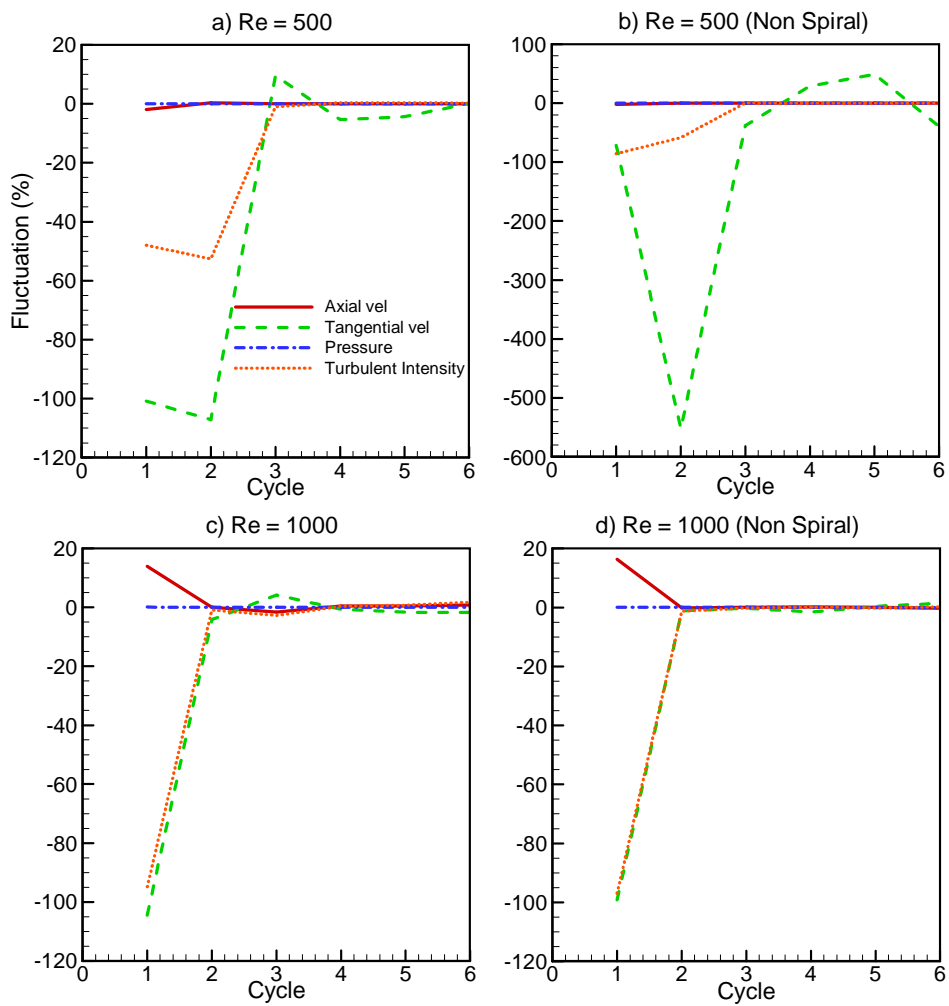 a) Re = 500
20
0
-20
-40
-60
-80
-100
-120
Fluctuation (%)
Axial vel
Tangential vel
Pressure
Turbulent Intensity
0 1 2 3 4 5 6
Cycle
b) Re = 500 (Non Spiral)
100
0
-100
-200
-300
-400
-500
-600
0 1 2 3 4 5 6
Cycle
c) Re = 1000
20
0
-20
-40
-60
-80
-100
-120
0 1 2 3 4 5 6
Cycle
d) Re = 1000 (Non Spiral)
20
0
-20
-40
-60
-80
-100
-120
0 1 2 3 4 5 6
Cycle